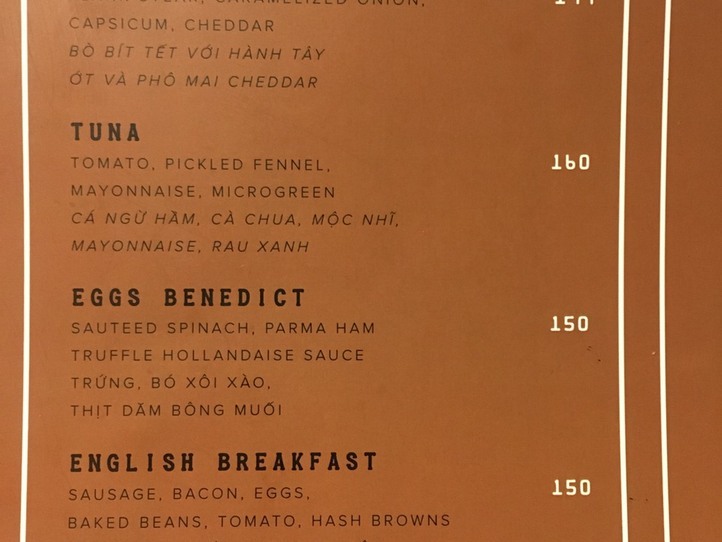 CARAMELIZED ONION,
CAPSICUM, CHEDDAR
BÒ BÍT TẾT VỚI HÀNH TÂY
ỚT VÀ PHÔ MAI CHEDDAR
TUNA
TOMATO, PICKLED FENNEL, 160
MAYONNAISE, MICROGREEN
CÁ NGỪ HẦM, CÀ CHUA, MỘC NHĨ,
MAYONNAISE, RAU XANH
EGGS BENEDICT
SAUTEED SPINACH, PARMA HAM 150
TRUFFLE HOLLANDAISE SAUCE
TRỨNG, BÓ XÔI XÀO,
THỊT DĂM BÔNG MUỐI
ENGLISH BREAKFAST
SAUSAGE, BACON, EGGS, 150
BAKED BEANS, TOMATO, HASH BROWNS